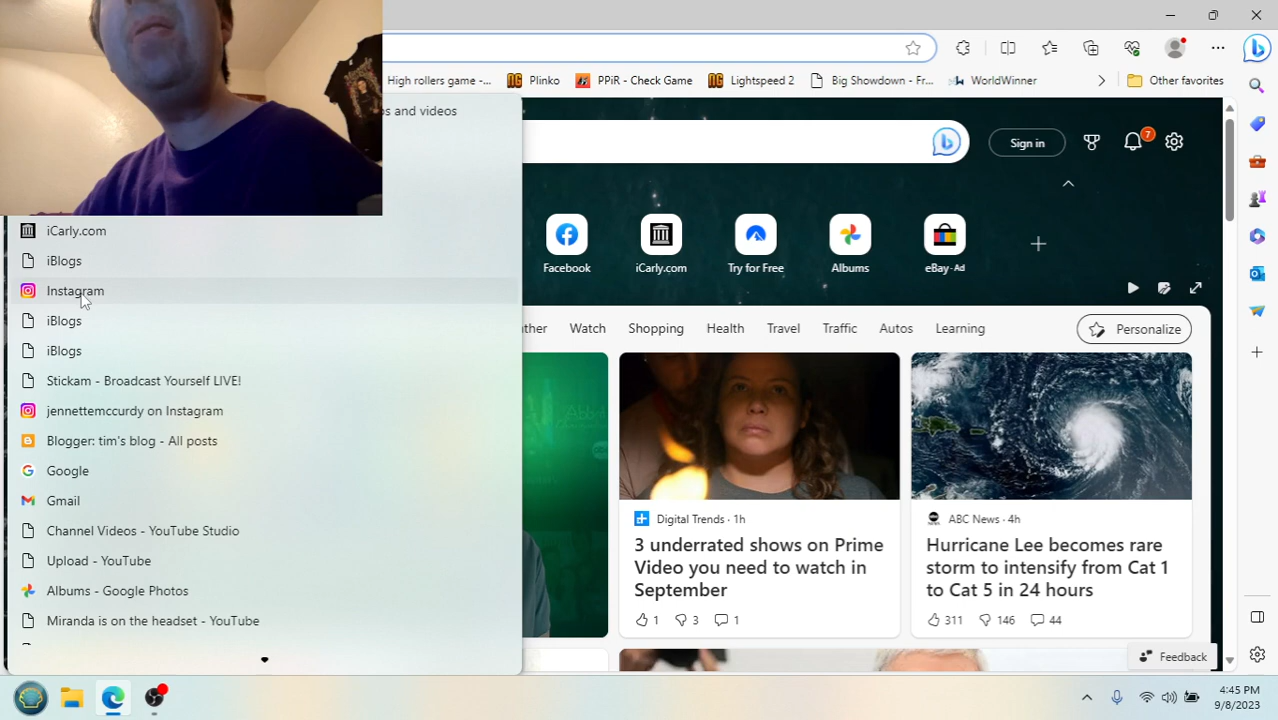 High rollers game -...
Plinko
PPiR - Check Game
Lightspeed 2
Big Showdown - Fr...
WorldWinner
Other favorites
s and videos
Sign in
7
iCarly.com
iBlogs
Instagram
iBlogs
iBlogs
Stickam - Broadcast Yourself LIVE!
jennettemccurdy on Instagram
Blogger: tim's blog - All posts
Google
Gmail
Channel Videos - YouTube Studio
Upload - YouTube
Albums - Google Photos
Miranda is on the headset - YouTube
Facebook
iCarly.com
Try for Free
Albums
eBay · Ad
ther
Watch
Shopping
Health
Travel
Traffic
Autos
Learning
Personalize
Digital Trends · 1h
3 underrated shows on Prime
Video you need to watch in
September
1
3
1
ABC News · 4h
Hurricane Lee becomes rare
storm to intensify from Cat 1
to Cat 5 in 24 hours
311
146
44
Feedback
4:45 PM
9/8/2023